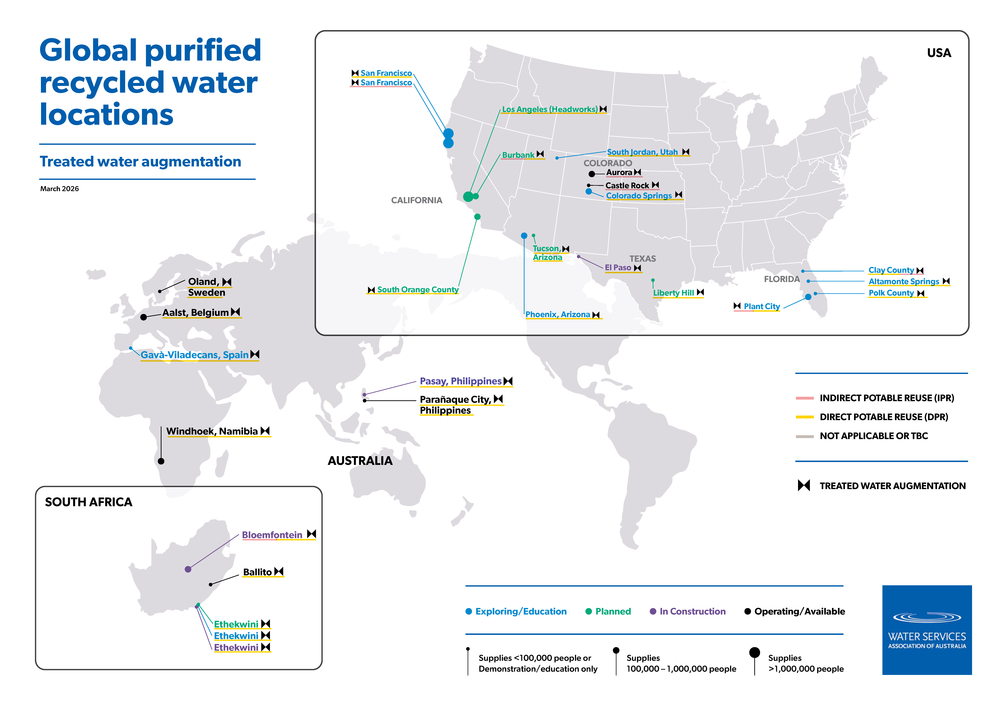 Global purified
recycled water
locations
Treated water augmentation
March 2026
USA
San Francisco
San Francisco
Los Angeles (Headworks)
Burbank
South Jordan, Utah
COLORADO
Aurora
Castle Rock
Colorado Springs
CALIFORNIA
Tucson,
Arizona
TEXAS
El Paso
South Orange County
Liberty Hill
Phoenix, Arizona
FLORIDA
Clay County
Altamonte Springs
Polk County
Plant City
Oland,
Sweden
Aalst, Belgium
Gavà-Viladecans, Spain
Pasay, Philippines
Parañaque City,
Philippines
Windhoek, Namibia
AUSTRALIA
INDIRECT POTABLE REUSE (IPR)
DIRECT POTABLE REUSE (DPR)
NOT APPLICABLE OR TBC
TREATED WATER AUGMENTATION
SOUTH AFRICA
Bloemfontein
Ballito
Ethekwini
Ethekwini
Ethekwini
Exploring/Education
Planned
In Construction
Operating/Available
Supplies <100,000 people or
Demonstration/education only
Supplies
100,000 – 1,000,000 people
Supplies
>1,000,000 people
WATER SERVICES
ASSOCIATION OF AUSTRALIA